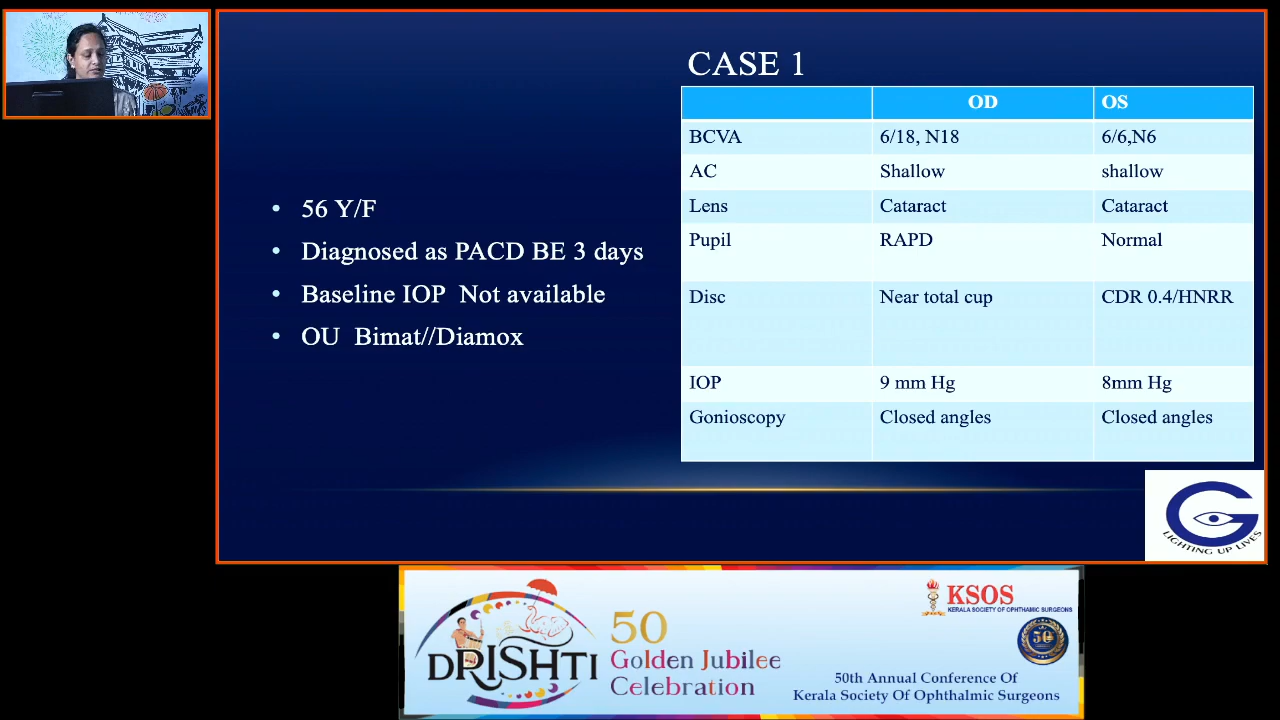 CASE 1
• 56 Y/F
• Diagnosed as PACD BE 3 days
• Baseline IOP Not available
• OU Bimat//Diamox
OD OS
BCVA 6/18, N18 6/6,N6
AC Shallow shallow
Lens Cataract Cataract
Pupil RAPD Normal
Disc Near total cup CDR 0.4/HNRR
IOP 9 mm Hg 8mm Hg
Gonioscopy Closed angles Closed angles
LIGHTING UP LIVES
DRISHTI
50
Golden Jubilee
Celebration
KSOS
KERALA SOCIETY OF OPHTHAMIC SURGEONS
50
50th Annual Conference Of
Kerala Society Of Ophthalmic Surgeons